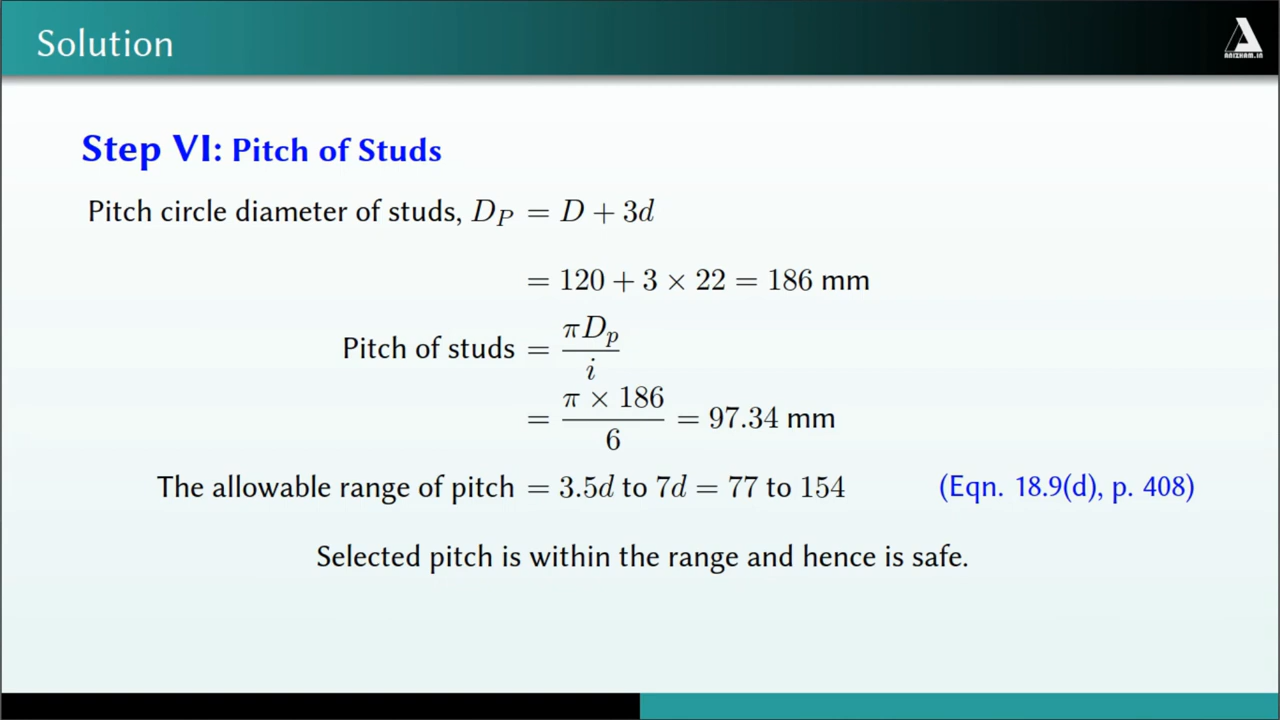 Solution
ARIZHAM.IN
Step VI: Pitch of Studs
Pitch circle diameter of studs, D_P = D + 3d
= 120 + 3 × 22 = 186 mm
Pitch of studs = πD_p / i
= π × 186 / 6 = 97.34 mm
The allowable range of pitch = 3.5d to 7d = 77 to 154 (Eqn. 18.9(d), p. 408)
Selected pitch is within the range and hence is safe.